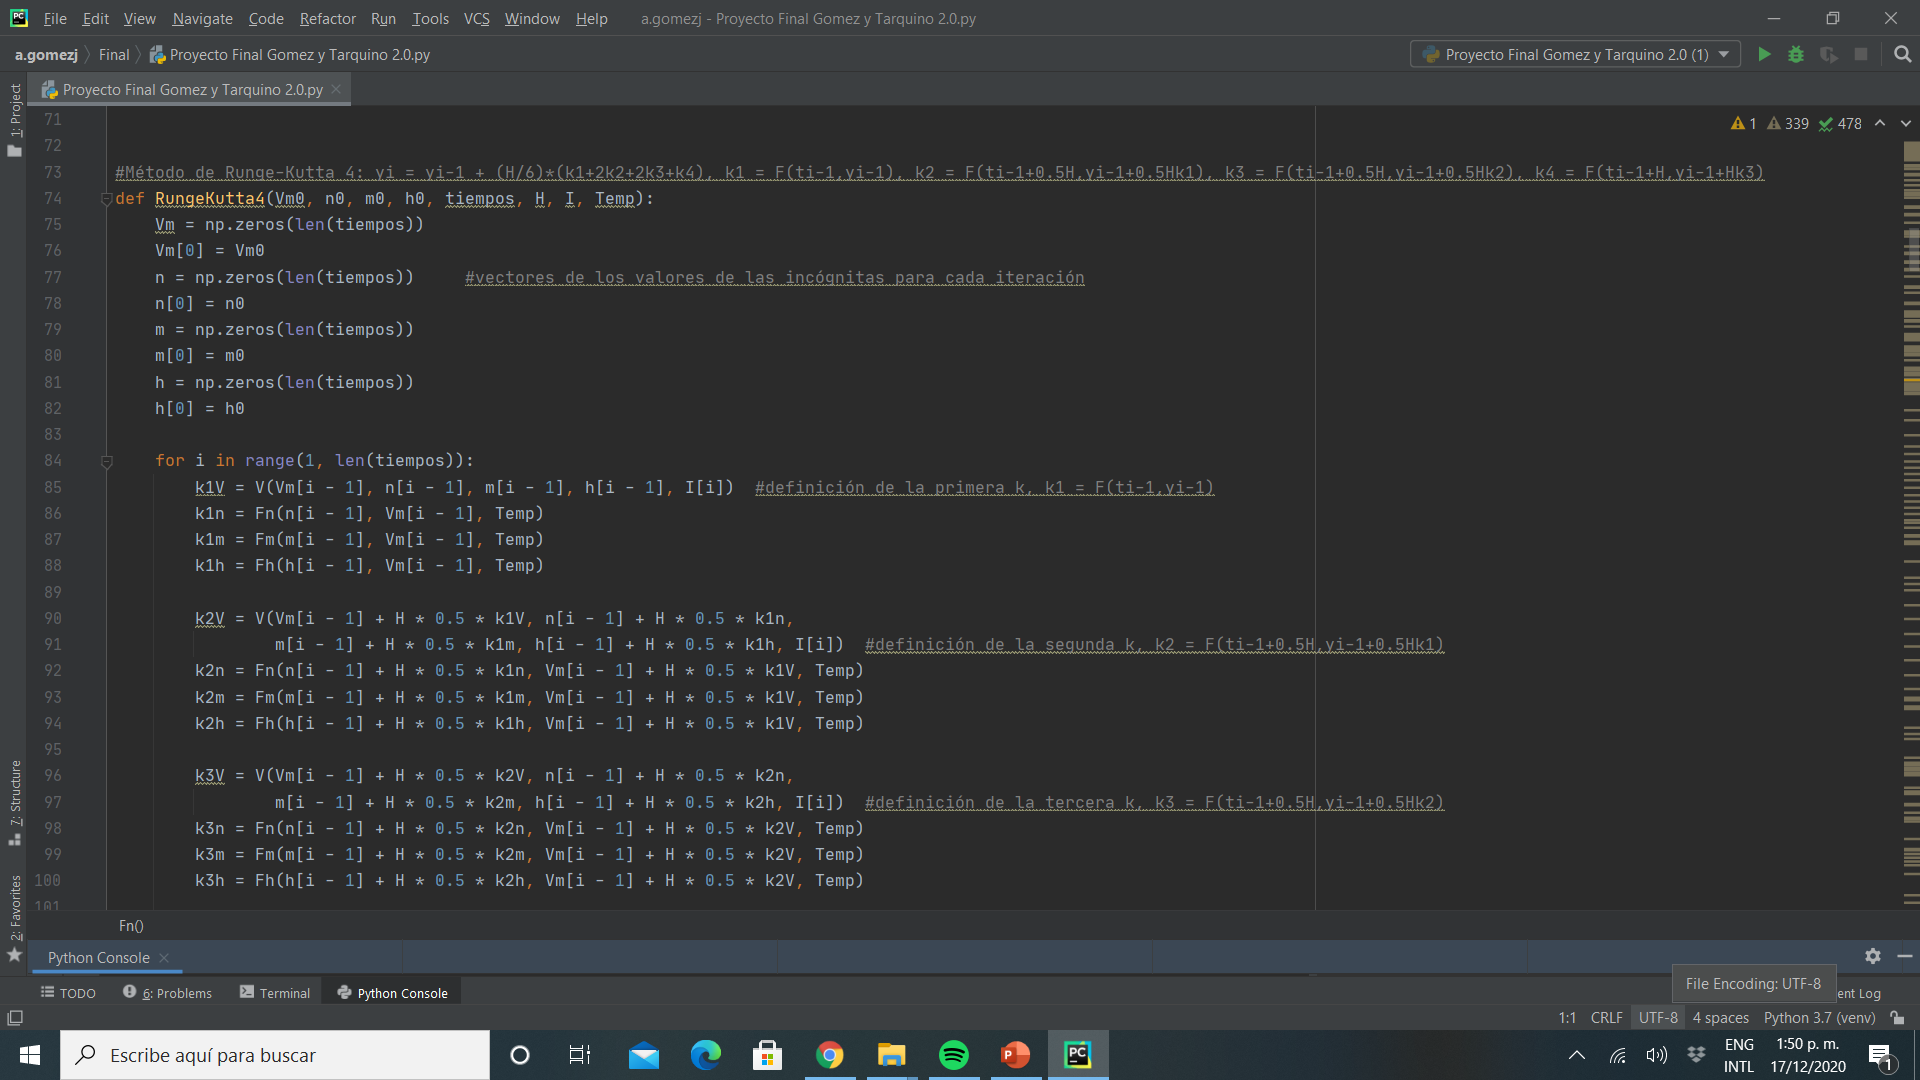 File Edit View Navigate Code Refactor Run Tools VCS Window Help a.gomezj - Proyecto Final Gomez y Tarquino 2.0.py
a.gomezj Final Proyecto Final Gomez y Tarquino 2.0.py Proyecto Final Gomez y Tarquino 2.0 (1)
Proyecto Final Gomez y Tarquino 2.0.py
1: Project
1 339 478
71
72
73 #Método de Runge-Kutta 4: yi = yi-1 + (H/6)*(k1+2k2+2k3+k4), k1 = F(ti-1,yi-1), k2 = F(ti-1+0.5H,yi-1+0.5Hk1), k3 = F(ti-1+0.5H,yi-1+0.5Hk2), k4 = F(ti-1+H,yi-1+Hk3)
74 def RungeKutta4(Vm0, n0, m0, h0, tiempos, H, I, Temp):
75 Vm = np.zeros(len(tiempos))
76 Vm[0] = Vm0
77 n = np.zeros(len(tiempos)) #vectores de los valores de las incógnitas para cada iteración
78 n[0] = n0
79 m = np.zeros(len(tiempos))
80 m[0] = m0
81 h = np.zeros(len(tiempos))
82 h[0] = h0
83
84 for i in range(1, len(tiempos)):
85 k1V = V(Vm[i - 1], n[i - 1], m[i - 1], h[i - 1], I[i]) #definición de la primera k, k1 = F(ti-1,yi-1)
86 k1n = Fn(n[i - 1], Vm[i - 1], Temp)
87 k1m = Fm(m[i - 1], Vm[i - 1], Temp)
88 k1h = Fh(h[i - 1], Vm[i - 1], Temp)
89
90 k2V = V(Vm[i - 1] + H * 0.5 * k1V, n[i - 1] + H * 0.5 * k1n,
91 m[i - 1] + H * 0.5 * k1m, h[i - 1] + H * 0.5 * k1h, I[i]) #definición de la segunda k, k2 = F(ti-1+0.5H,yi-1+0.5Hk1)
92 k2n = Fn(n[i - 1] + H * 0.5 * k1n, Vm[i - 1] + H * 0.5 * k1V, Temp)
93 k2m = Fm(m[i - 1] + H * 0.5 * k1m, Vm[i - 1] + H * 0.5 * k1V, Temp)
94 k2h = Fh(h[i - 1] + H * 0.5 * k1h, Vm[i - 1] + H * 0.5 * k1V, Temp)
95
96 k3V = V(Vm[i - 1] + H * 0.5 * k2V, n[i - 1] + H * 0.5 * k2n,
97 m[i - 1] + H * 0.5 * k2m, h[i - 1] + H * 0.5 * k2h, I[i]) #definición de la tercera k, k3 = F(ti-1+0.5H,yi-1+0.5Hk2)
98 k3n = Fn(n[i - 1] + H * 0.5 * k2n, Vm[i - 1] + H * 0.5 * k2V, Temp)
99 k3m = Fm(m[i - 1] + H * 0.5 * k2m, Vm[i - 1] + H * 0.5 * k2V, Temp)
100 k3h = Fh(h[i - 1] + H * 0.5 * k2h, Vm[i - 1] + H * 0.5 * k2V, Temp)
101
7: Structure
2: Favorites
Fn()
Python Console
File Encoding: UTF-8
TODO 6: Problems Terminal Python Console ent Log
1:1 CRLF UTF-8 4 spaces Python 3.7 (venv)
Escribe aquí para buscar
ENG 1:50 p. m.
INTL 17/12/2020
1